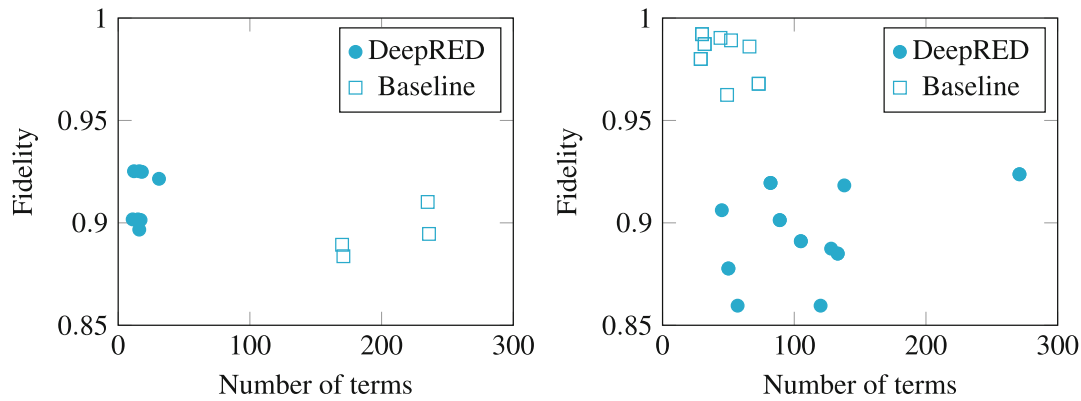 1
0.95
0.9
0.85
0
100
200
300
Fidelity
Number of terms
DeepRED
Baseline
1
0.95
0.9
0.85
0
100
200
300
Fidelity
Number of terms
DeepRED
Baseline